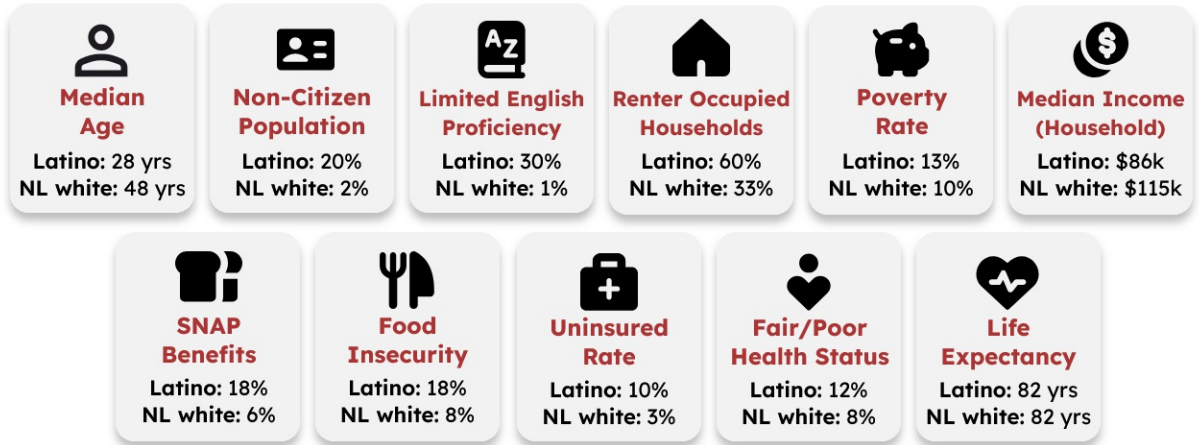 Median
Age
Latino: 28 yrs
NL white: 48 yrs
Non-Citizen
Population
Latino: 20%
NL white: 2%
AZ
Limited English
Proficiency
Latino: 30%
NL white: 1%
Renter Occupied
Households
Latino: 60%
NL white: 33%
Poverty
Rate
Latino: 13%
NL white: 10%
$
Median Income
(Household)
Latino: $86k
NL white: $115k
SNAP
Benefits
Latino: 18%
NL white: 6%
Food
Insecurity
Latino: 18%
NL white: 8%
Uninsured
Rate
Latino: 10%
NL white: 3%
Fair/Poor
Health Status
Latino: 12%
NL white: 8%
Life
Expectancy
Latino: 82 yrs
NL white: 82 yrs